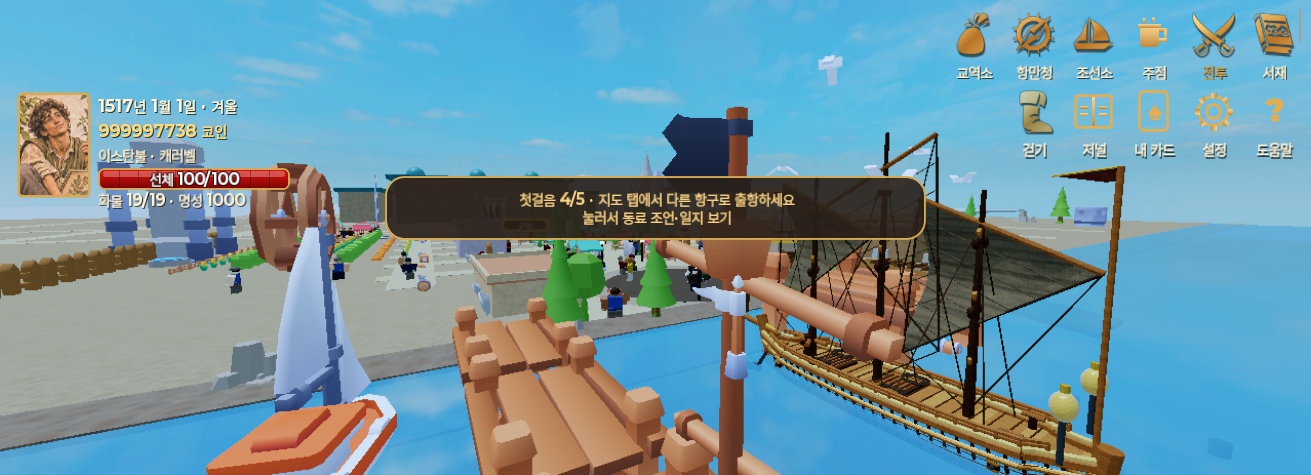 교역소 항만청 조선소 주점 전투 서재
걷기 저널 내 카드 설정 도움말
1517년 1월 1일 · 겨울
999997738 코인
이스탄불 · 캐러벨
선체 100/100
화물 19/19 · 명성 1000
첫걸음 4/5 · 지도 탭에서 다른 항구로 출항하세요
눌러서 동료 조언·일지 보기